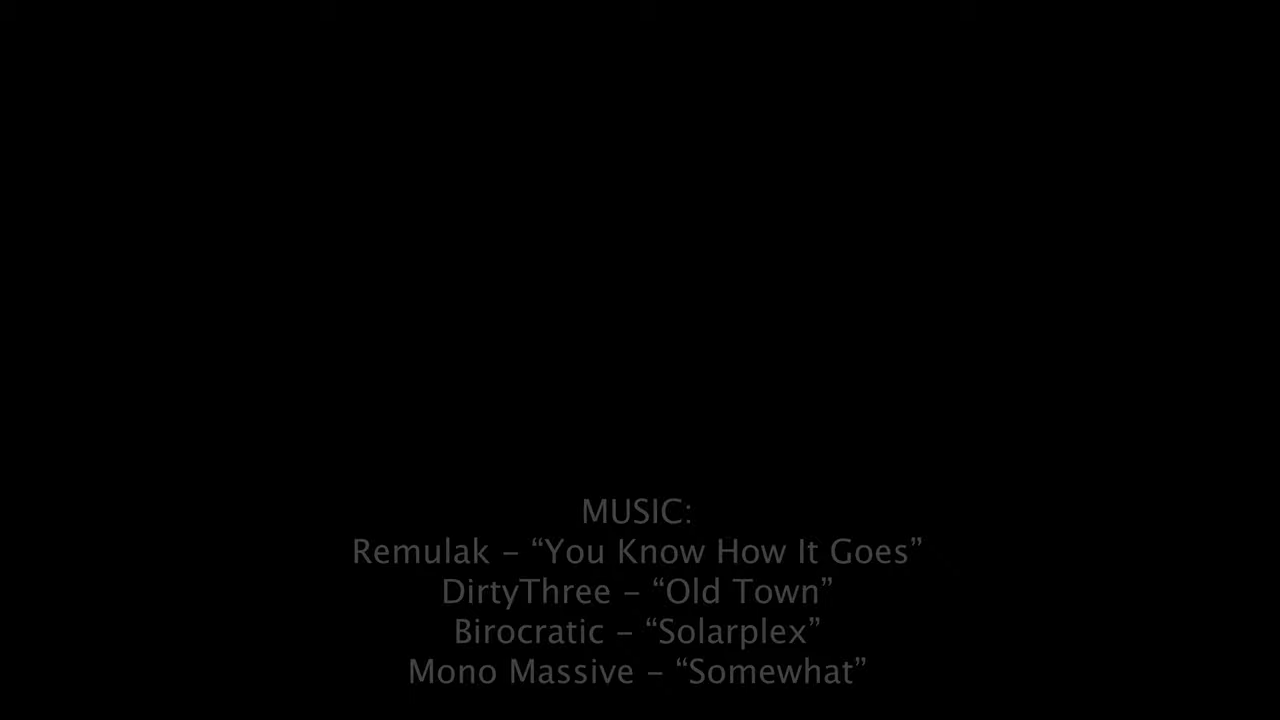 MUSIC:
Remulak – “You Know How It Goes”
DirtyThree – “Old Town”
Birocratic – “Solarplex”
Mono Massive – “Somewhat”